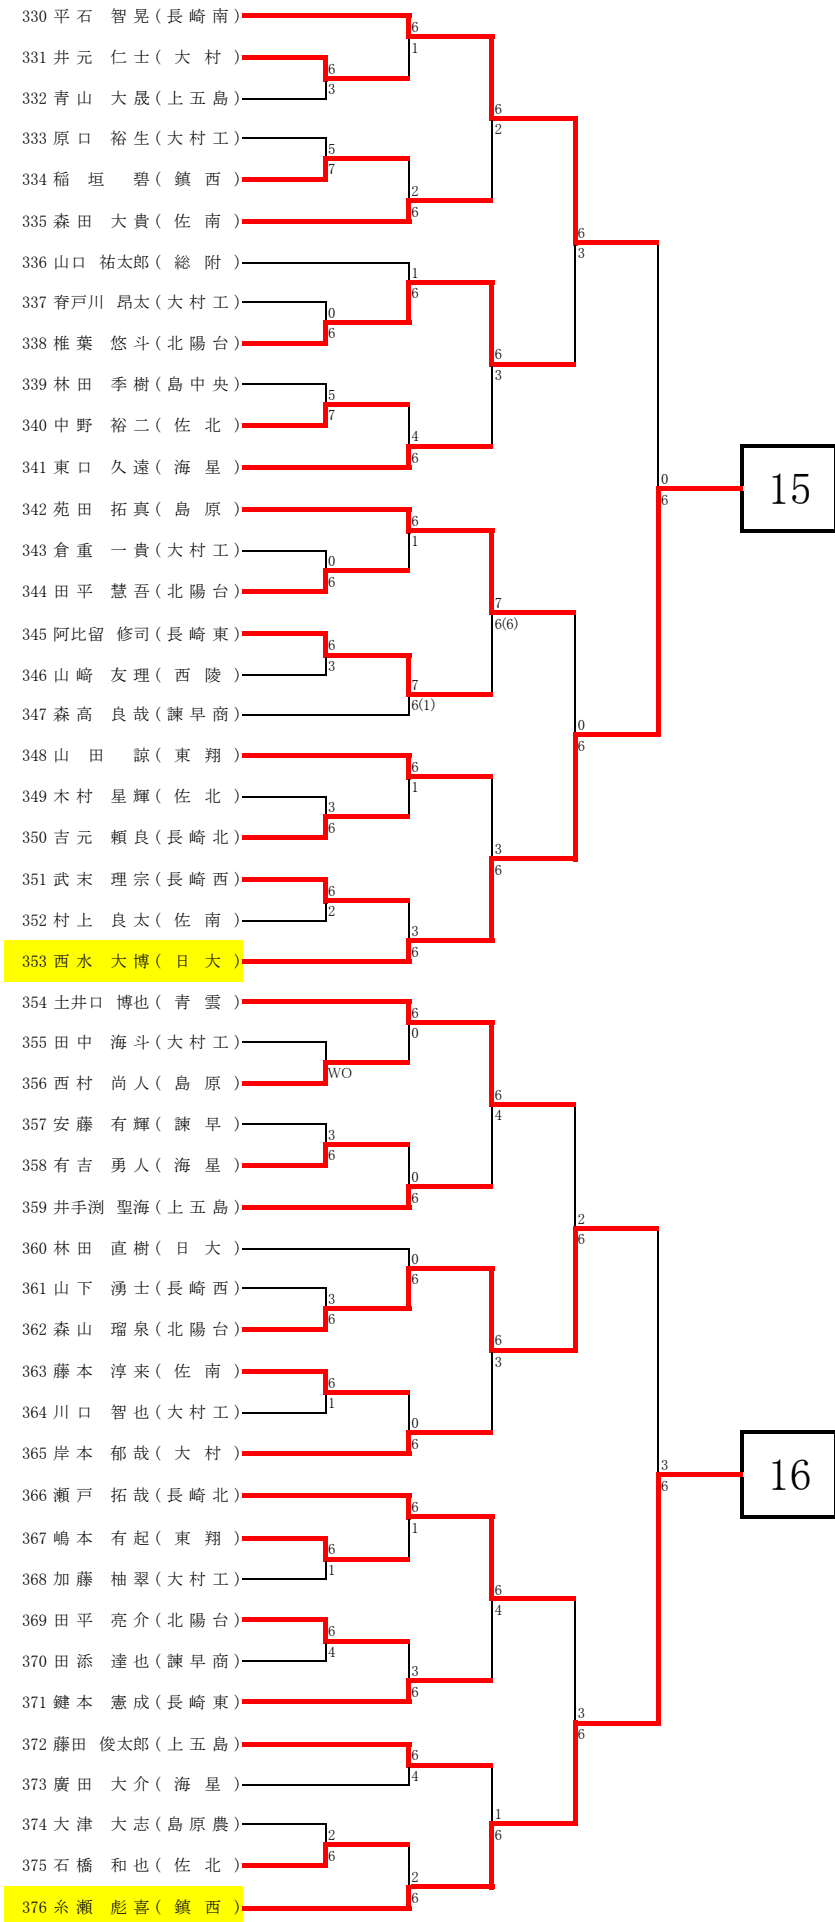 330 平石 智晃(長崎南)
6
1
331 井元 仁士(大村)
6
3
332 青山 大晟(上五島)
6
2
333 原口 裕生(大村工)
5
7
334 稲垣 碧(鎮西)
2
6
335 森田 大貴(佐南)
6
3
336 山口 祐太郎(総附)
1
6
337 脊戸川 昂太(大村工)
0
6
338 椎葉 悠斗(北陽台)
6
3
339 林田 季樹(島中央)
5
7
340 中野 裕二(佐北)
4
6
341 東口 久遠(海星)
0
6
15
342 苑田 拓真(島原)
6
1
343 倉重 一貴(大村工)
0
6
344 田平 慧吾(北陽台)
7
6(6)
345 阿比留 修司(長崎東)
6
3
346 山﨑 友理(西陵)
7
6(1)
347 森高 良哉(諫早商)
0
6
348 山田 諒(東翔)
6
1
349 木村 星輝(佐北)
3
6
350 吉元 頼良(長崎北)
3
6
351 武末 理宗(長崎西)
6
2
352 村上 良太(佐南)
3
6
353 西水 大博(日大)
354 土井口 博也(青雲)
6
0
355 田中 海斗(大村工)
WO
356 西村 尚人(島原)
6
4
357 安藤 有輝(諫早)
3
6
358 有吉 勇人(海星)
0
6
359 井手渕 聖海(上五島)
2
6
360 林田 直樹(日大)
0
6
361 山下 湧士(長崎西)
3
6
362 森山 瑠泉(北陽台)
6
3
363 藤本 淳来(佐南)
6
1
364 川口 智也(大村工)
0
6
365 岸本 郁哉(大村)
3
6
16
366 瀬戸 拓哉(長崎北)
6
1
367 嶋本 有起(東翔)
6
1
368 加藤 柚翠(大村工)
6
4
369 田平 亮介(北陽台)
6
4
370 田添 達也(諫早商)
3
6
371 鍵本 憲成(長崎東)
3
6
372 藤田 俊太郎(上五島)
6
4
373 廣田 大介(海星)
1
6
374 大津 大志(島原農)
2
6
375 石橋 和也(佐北)
2
6
376 糸瀬 彪喜(鎮西)